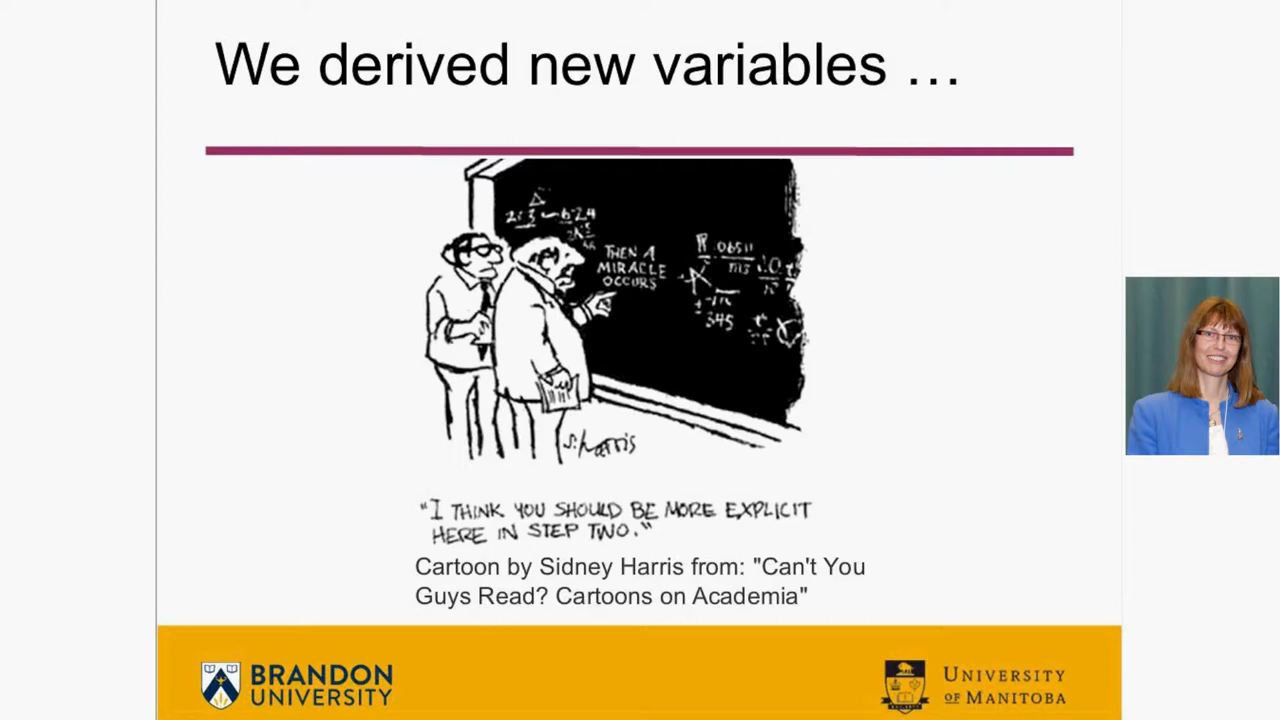 We derived new variables …
THEN A
MIRACLE
OCCURS
S. Harris
"I THINK YOU SHOULD BE MORE EXPLICIT
HERE IN STEP TWO."
Cartoon by Sidney Harris from: "Can't You
Guys Read? Cartoons on Academia"
BRANDON
UNIVERSITY
UNIVERSITY
OF MANITOBA